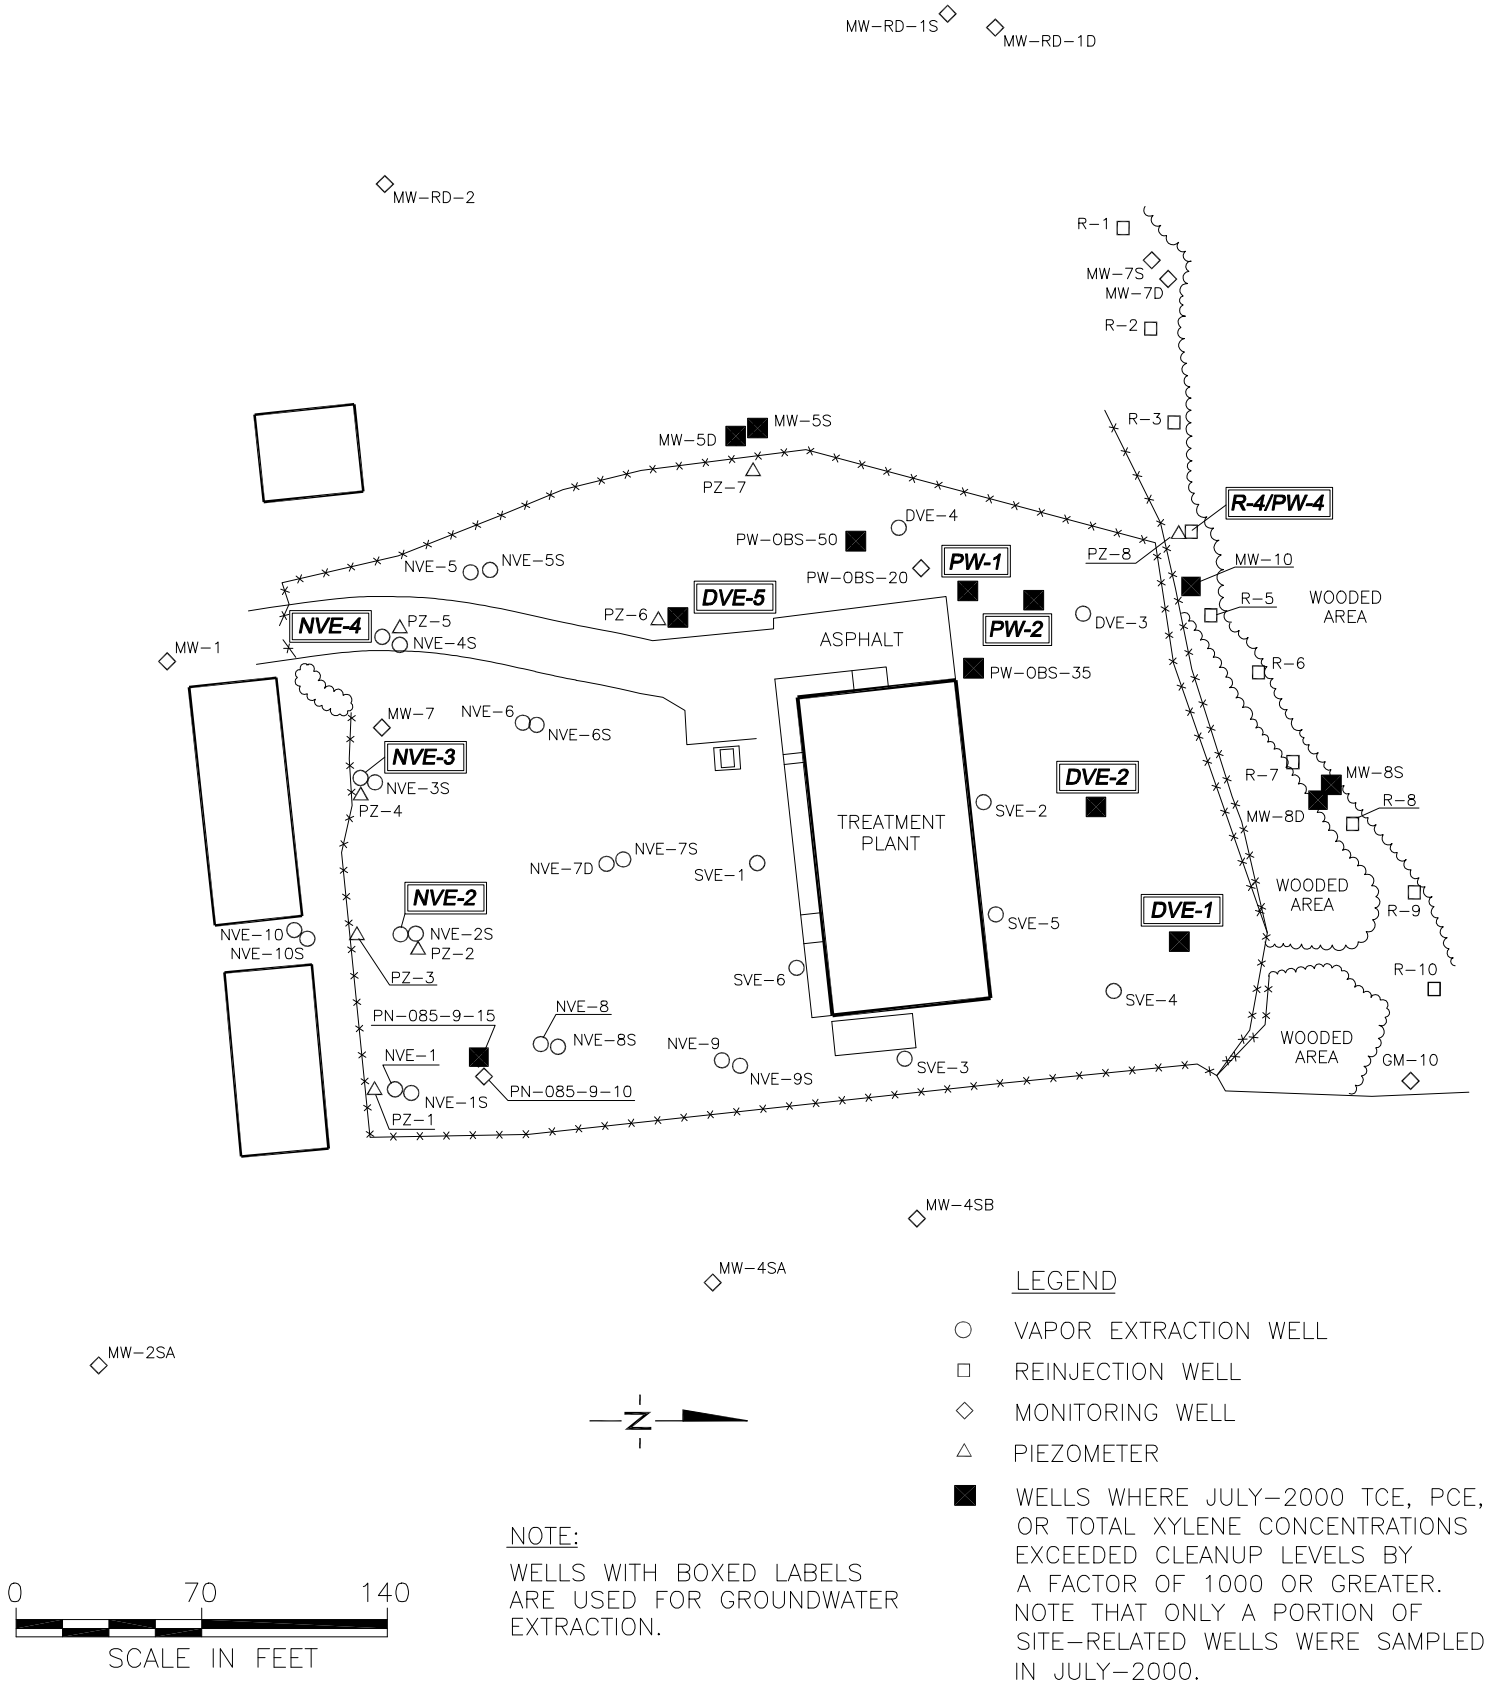 MW-RD-1S
MW-RD-1D
MW-RD-2
R-1
MW-7S
MW-7D
R-2
R-3
MW-5S
MW-5D
PZ-7
R-4/PW-4
DVE-4
PW-OBS-50
PZ-8
MW-10
PW-1
NVE-5S
NVE-5
PW-OBS-20
DVE-5
R-5
WOODED
AREA
PZ-6
NVE-4
PZ-5
DVE-3
PW-2
ASPHALT
NVE-4S
MW-1
R-6
PW-OBS-35
NVE-6
MW-7
NVE-6S
NVE-3
R-7
MW-8S
DVE-2
NVE-3S
R-8
PZ-4
SVE-2
MW-8D
TREATMENT
PLANT
NVE-7S
NVE-7D
SVE-1
WOODED
AREA
NVE-2
DVE-1
R-9
SVE-5
NVE-10
NVE-2S
NVE-10S
PZ-2
R-10
PZ-3
SVE-6
SVE-4
NVE-8
PN-085-9-15
WOODED
AREA
NVE-8S
NVE-9
NVE-1
GM-10
SVE-3
NVE-9S
PN-085-9-10
NVE-1S
PZ-1
MW-4SB
MW-4SA
MW-2SA
LEGEND
VAPOR EXTRACTION WELL
REINJECTION WELL
MONITORING WELL
PIEZOMETER
WELLS WHERE JULY-2000 TCE, PCE,
OR TOTAL XYLENE CONCENTRATIONS
EXCEEDED CLEANUP LEVELS BY
A FACTOR OF 1000 OR GREATER.
NOTE THAT ONLY A PORTION OF
SITE-RELATED WELLS WERE SAMPLED
IN JULY-2000.
N
NOTE:
WELLS WITH BOXED LABELS
ARE USED FOR GROUNDWATER
EXTRACTION.
0 70 140
SCALE IN FEET